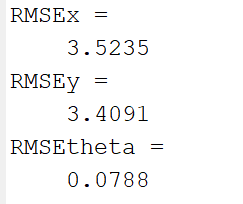 RMSEx =
3.5235
RMSEy =
3.4091
RMSEtheta =
0.0788